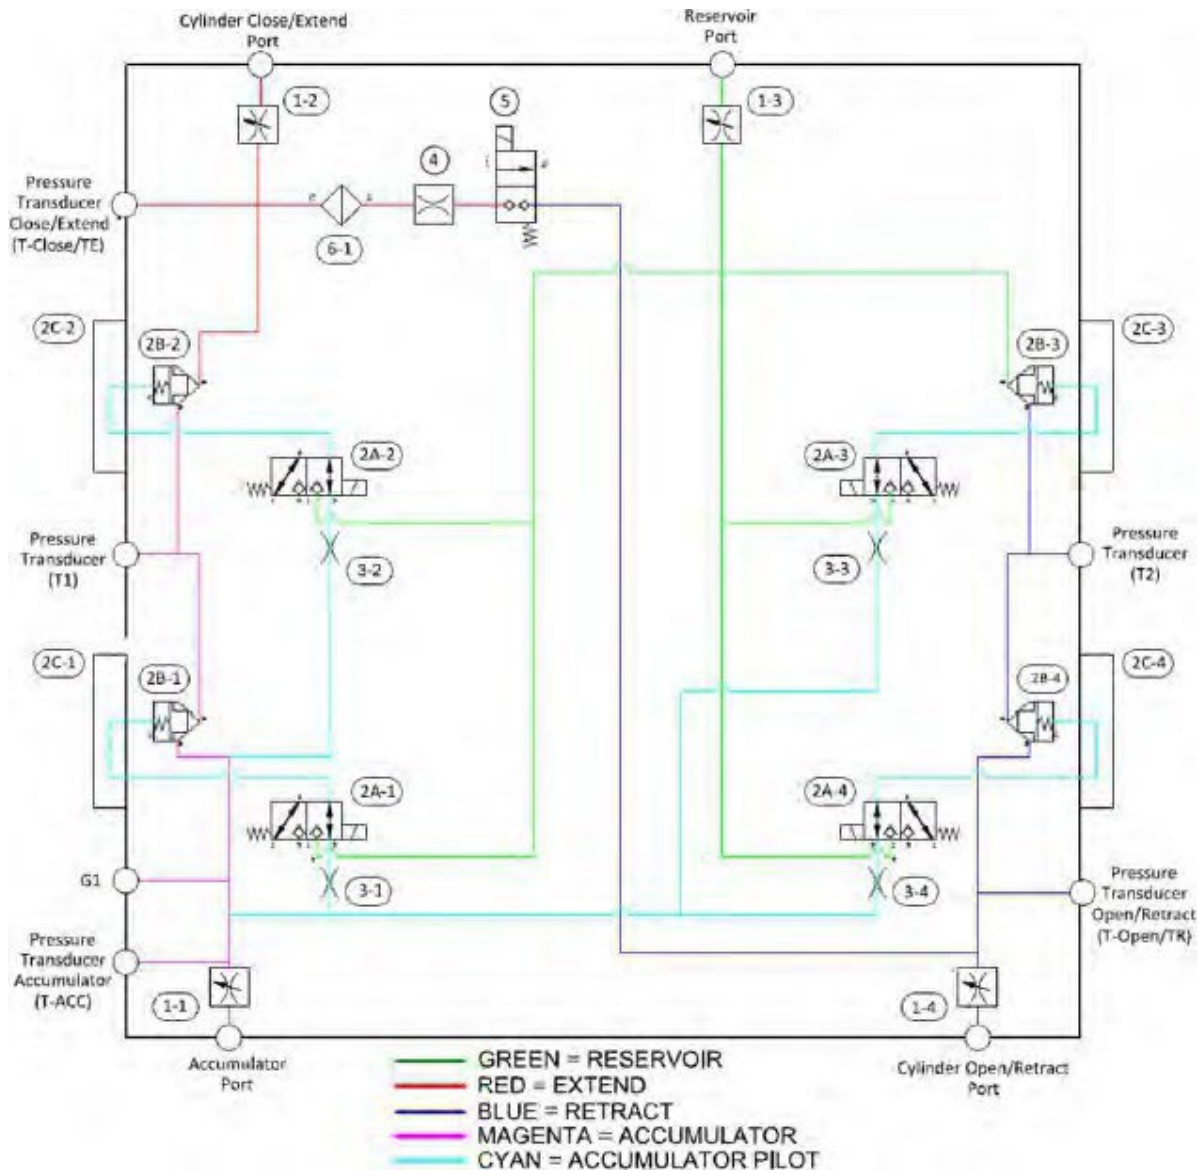 Cylinder Close/Extend
Port
Reservoir
Port
1-2
5
1-3
4
Pressure
Transducer
Close/Extend
(T-Close/TE)
6-1
2C-2
2B-2
2B-3
2C-3
2A-2
2A-3
Pressure
Transducer
(T1)
3-2
3-3
Pressure
Transducer
(T2)
2C-1
2B-1
2B-4
2C-4
2A-1
2A-4
G1
3-1
3-4
Pressure
Transducer
Open/Retract
(T-Open/TR)
Pressure
Transducer
Accumulator
(T-ACC)
1-1
1-4
Accumulator
Port
Cylinder Open/Retract
Port
GREEN = RESERVOIR
RED = EXTEND
BLUE = RETRACT
MAGENTA = ACCUMULATOR
CYAN = ACCUMULATOR PILOT